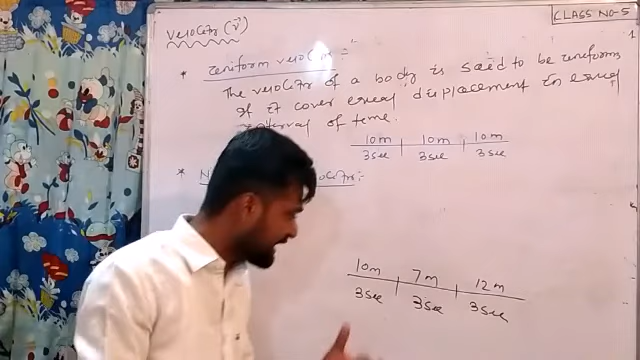 CLASS NO-5
Velocity (v⃗)
1
* Uniform velocity :-
The velocity of a body is said to be uniform
if it cover equal displacement in equal
interval of time.
10m 10m 10m
3sec 3sec 3sec
* N
10m 7m 12m
3sec 3sec 3sec